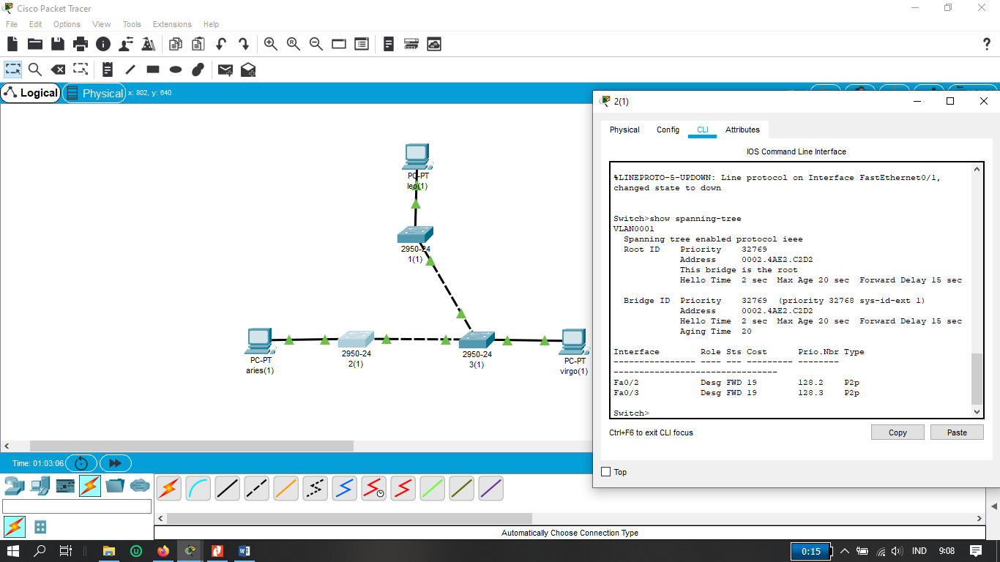 Cisco Packet Tracer
File Edit Options View Tools Extensions Help
Logical
Physical
x: 802, y: 640
PC-PT
leo(1)
2950-24
1(1)
PC-PT
aries(1)
2950-24
2(1)
2950-24
3(1)
PC-PT
virgo(1)
2(1)
Physical Config CLI Attributes
IOS Command Line Interface
%LINEPROTO-5-UPDOWN: Line protocol on Interface FastEthernet0/1,
changed state to down
Switch>show spanning-tree
VLAN0001
Spanning tree enabled protocol ieee
Root ID Priority 32769
Address 0002.4AE2.C2D2
This bridge is the root
Hello Time 2 sec Max Age 20 sec Forward Delay 15 sec
Bridge ID Priority 32769 (priority 32768 sys-id-ext 1)
Address 0002.4AE2.C2D2
Hello Time 2 sec Max Age 20 sec Forward Delay 15 sec
Aging Time 20
Interface Role Sts Cost Prio.Nbr Type
---------------- ---- --- --------- -------- --------------------------------
Fa0/2 Desg FWD 19 128.2 P2p
Fa0/3 Desg FWD 19 128.3 P2p
Switch>
Ctrl+F6 to exit CLI focus
Copy
Paste
Top
Time: 01:03:06
Automatically Choose Connection Type
0:15
IND
9:08